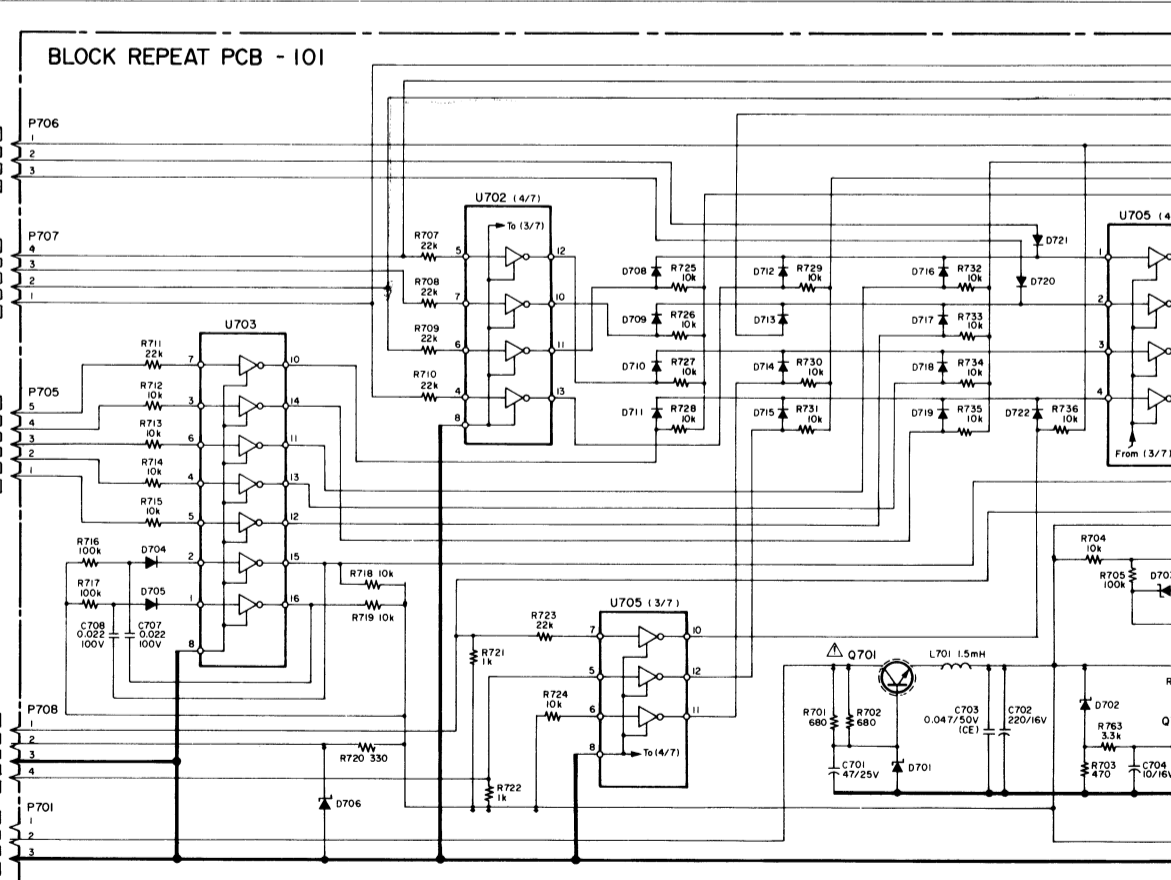 BLOCK REPEAT PCB - 101
P706
1
2
3
P707
4
3
2
1
P705
5
4
3
2
1
P708
1
2
3
4
P701
1
2
3
U703
R711
22k
R712
10k
R713
10k
R714
10k
R715
10k
R716
100k
D704
R717
100k
D705
C708
0.022
100V
C707
0.022
100V
7
3
6
4
5
2
1
8
10
14
11
13
12
15
16
R718 10k
R719 10k
R720 330
D706
U702 (4/7)
To (3/7)
R707
22k
R708
22k
R709
22k
R710
22k
5
7
6
4
8
12
10
11
13
D708
R725
10k
D709
R726
10k
D710
R727
10k
D711
R728
10k
D712
R729
10k
D713
D714
R730
10k
D715
R731
10k
D716
R732
10k
D717
R733
10k
D718
R734
10k
D719
R735
10k
D721
D720
D722
R736
10k
U705 (4
1
2
3
4
From (3/7)
U705 (3/7)
R723
22k
R721
1k
R724
10k
R722
1k
7
5
6
8
10
12
11
To (4/7)
Q701
L701 1.5mH
R701
680
R702
680
C701
47/25V
D701
C703
0.047/50V
(CE)
C702
220/16V
D702
R763
3.3k
R703
470
C704
10/16V
R704
10k
R705
100k
D703
R
Q